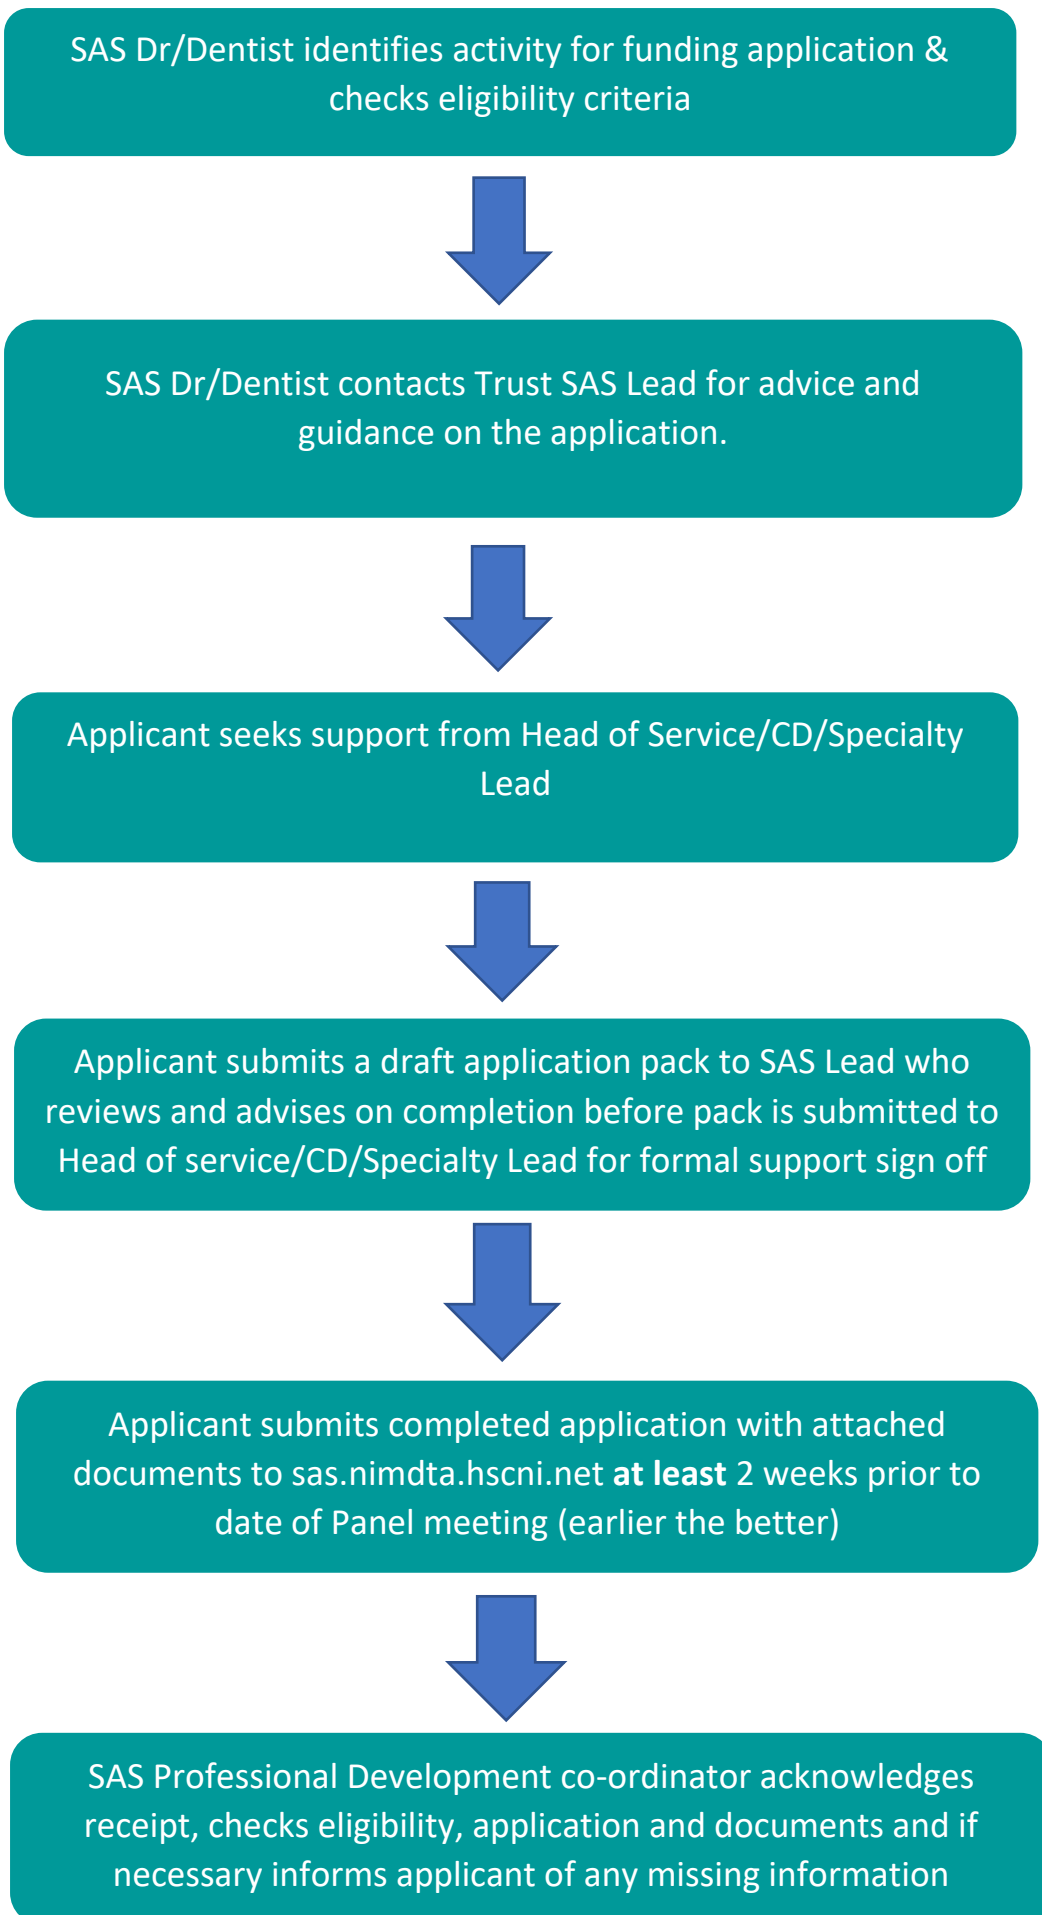 SAS Dr/Dentist identifies activity for funding application &
checks eligibility criteria
SAS Dr/Dentist contacts Trust SAS Lead for advice and
guidance on the application.
Applicant seeks support from Head of Service/CD/Specialty
Lead
Applicant submits a draft application pack to SAS Lead who
reviews and advises on completion before pack is submitted to
Head of service/CD/Specialty Lead for formal support sign off
Applicant submits completed application with attached
documents to sas.nimdta.hscni.net at least 2 weeks prior to
date of Panel meeting (earlier the better)
SAS Professional Development co-ordinator acknowledges
receipt, checks eligibility, application and documents and if
necessary informs applicant of any missing information